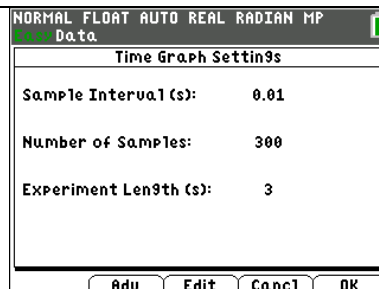 NORMAL FLOAT AUTO REAL RADIAN MP
EasyData
Time Graph Settings
Sample Interval (s): 0.01
Number of Samples: 300
Experiment Length (s): 3
Adv Edit Cancl OK